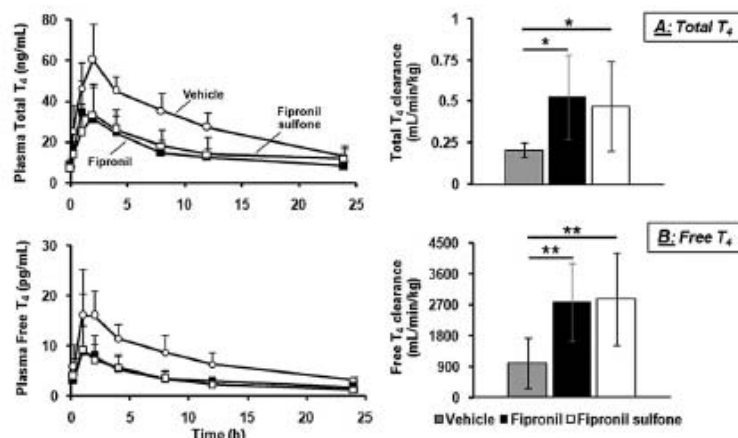 A: Total T4
Plasma Total T4 (ng/mL)
80
60
40
20
0
0 5 10 15 20 25
Vehicle
Fipronil
sulfone
Fipronil
Total T4 clearance
(mL/min/kg)
1
0.75
0.5
0.25
0
*
*
B: Free T4
Plasma Free T4 (pg/mL)
30
20
10
0
0 5 10 15 20 25
Time (h)
Free T4 clearance
(mL/min/kg)
4500
3600
2700
1800
900
0
**
**
Vehicle Fipronil Fipronil sulfone